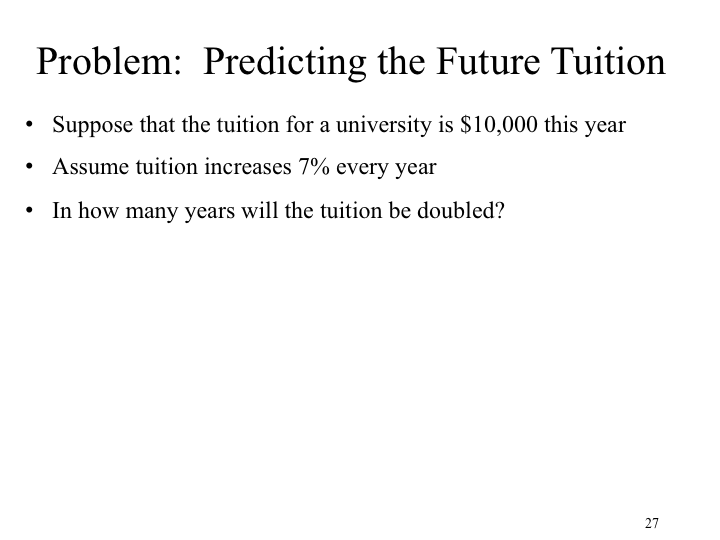 Problem:  Predicting the Future Tuition
• Suppose that the tuition for a university is $10,000 this year
• Assume tuition increases 7% every year
• In how many years will the tuition be doubled?
27